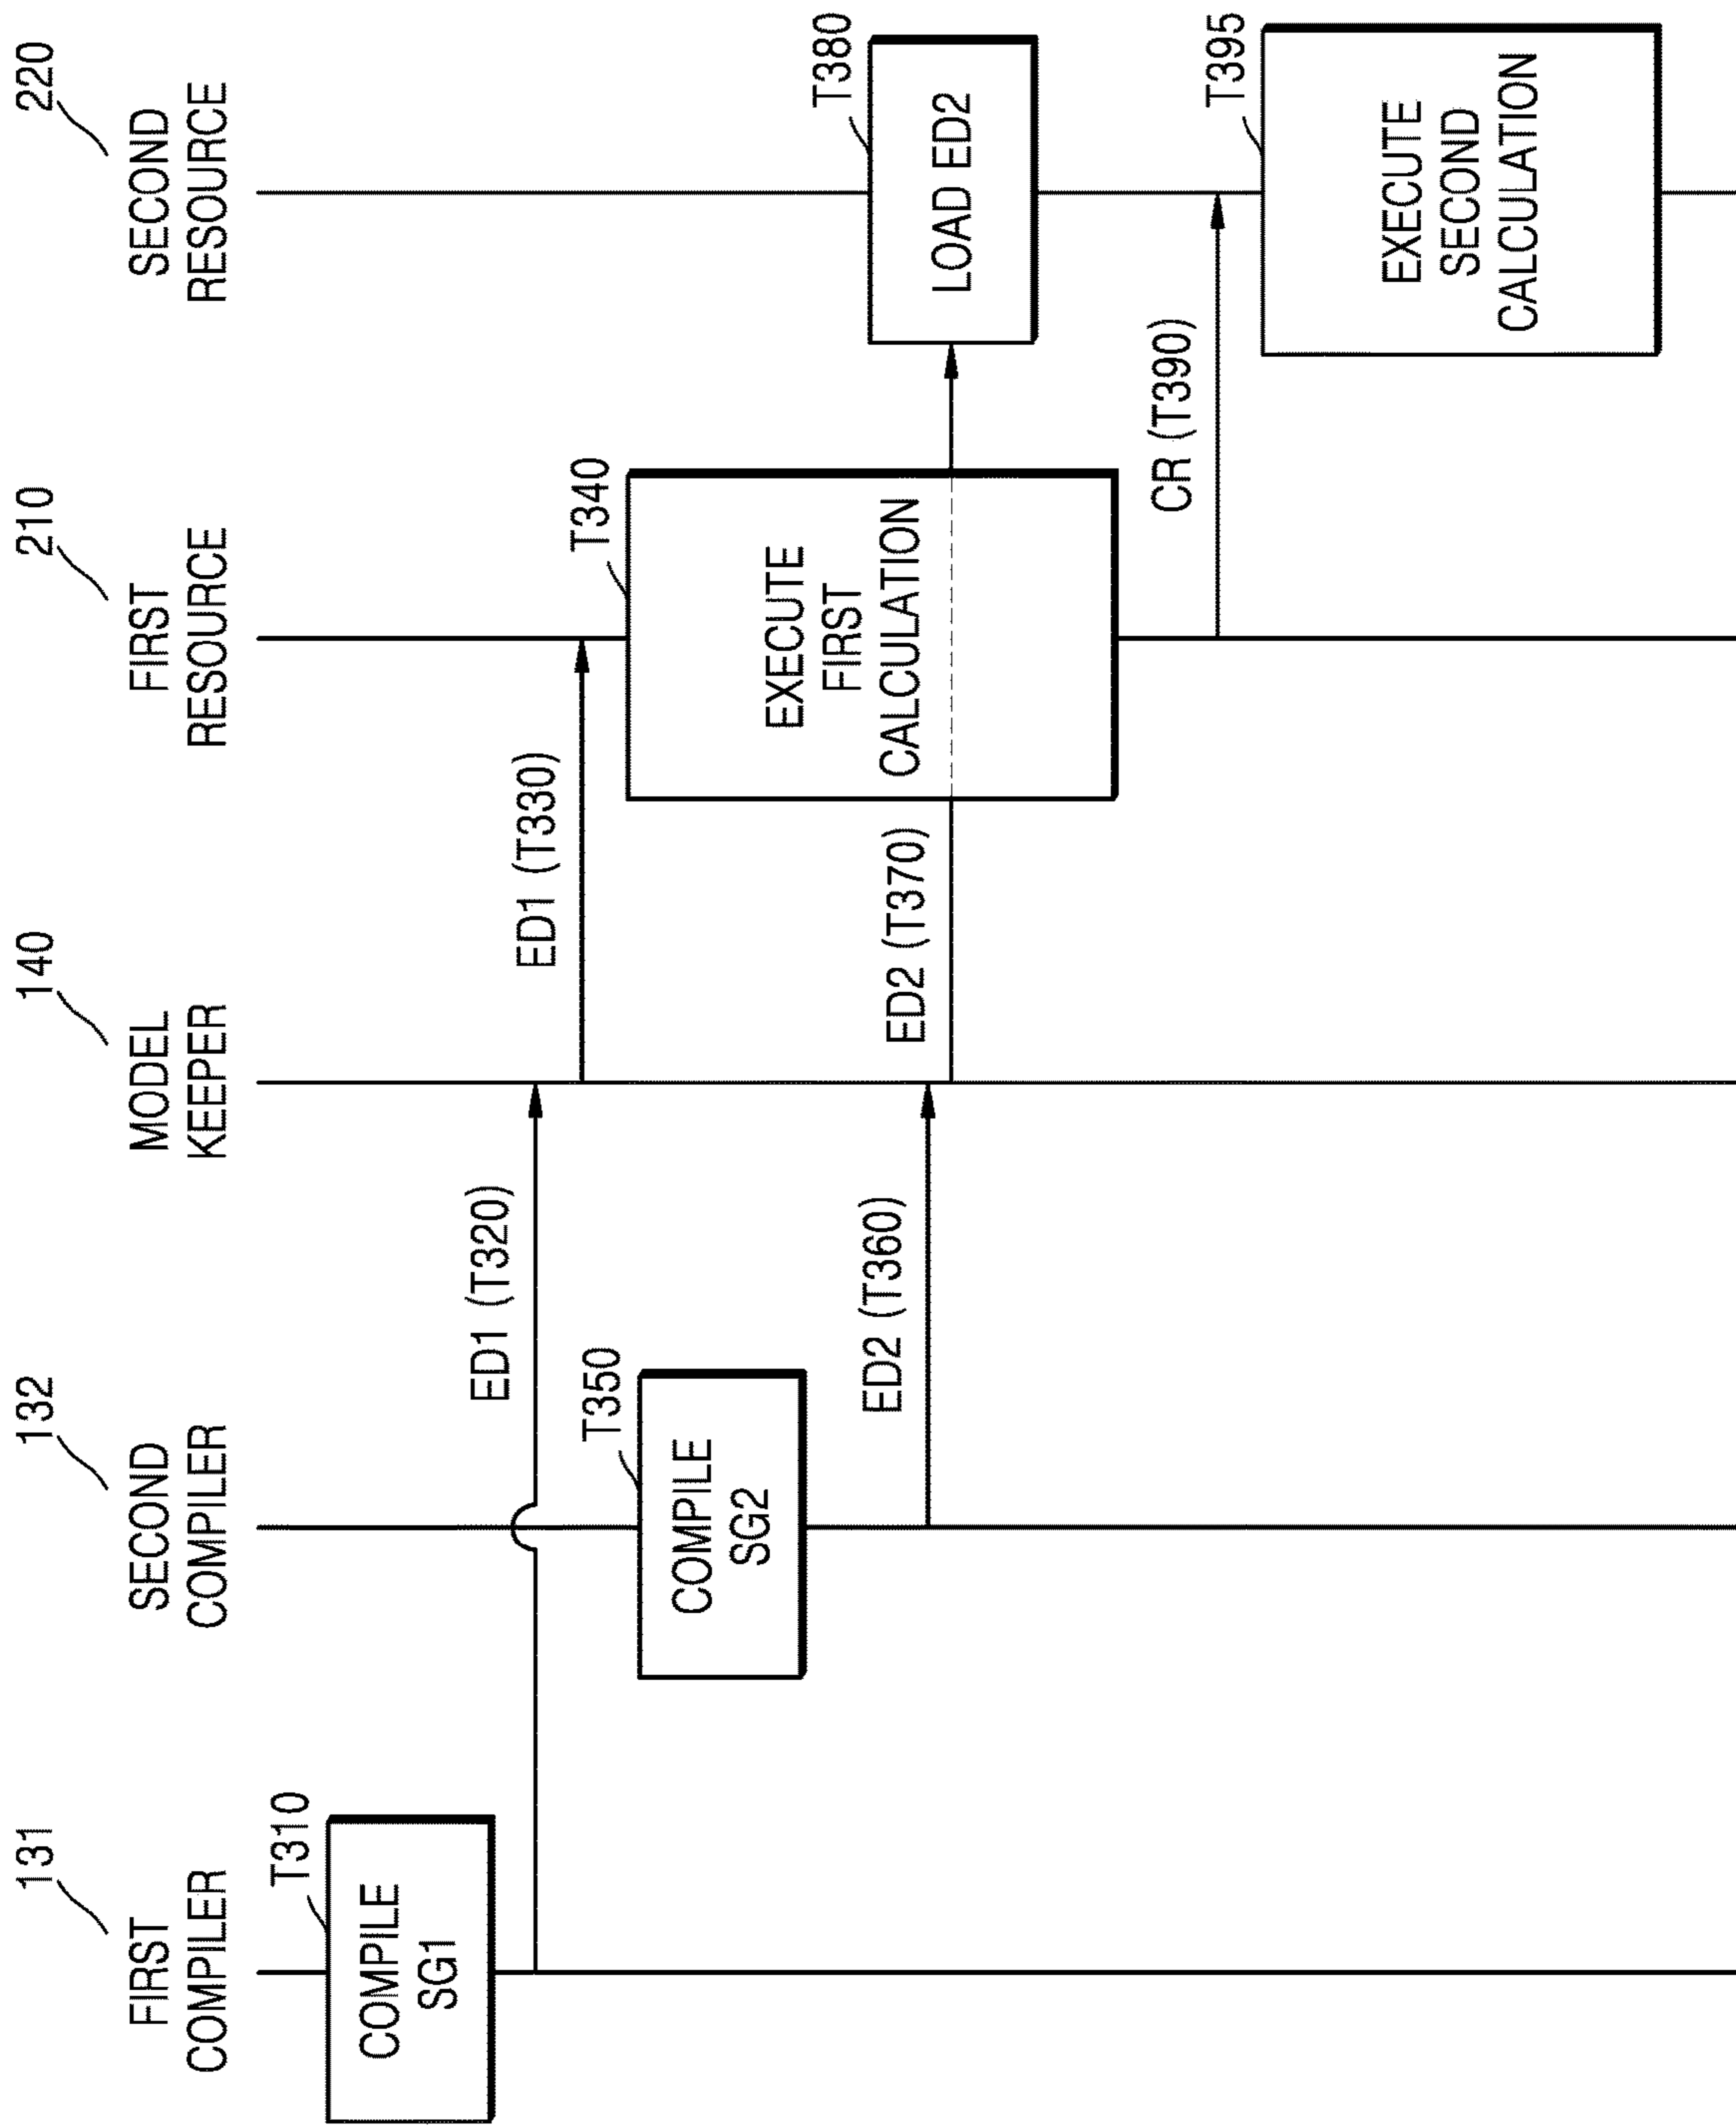 131
FIRST
COMPILER
132
SECOND
COMPILER
140
MODEL
KEEPER
210
FIRST
RESOURCE
220
SECOND
RESOURCE
T310
COMPILE
SG1
ED1 (T320)
ED1 (T330)
T340
EXECUTE
FIRST
CALCULATION
T350
COMPILE
SG2
ED2 (T360)
ED2 (T370)
T380
LOAD ED2
CR (T390)
T395
EXECUTE
SECOND
CALCULATION